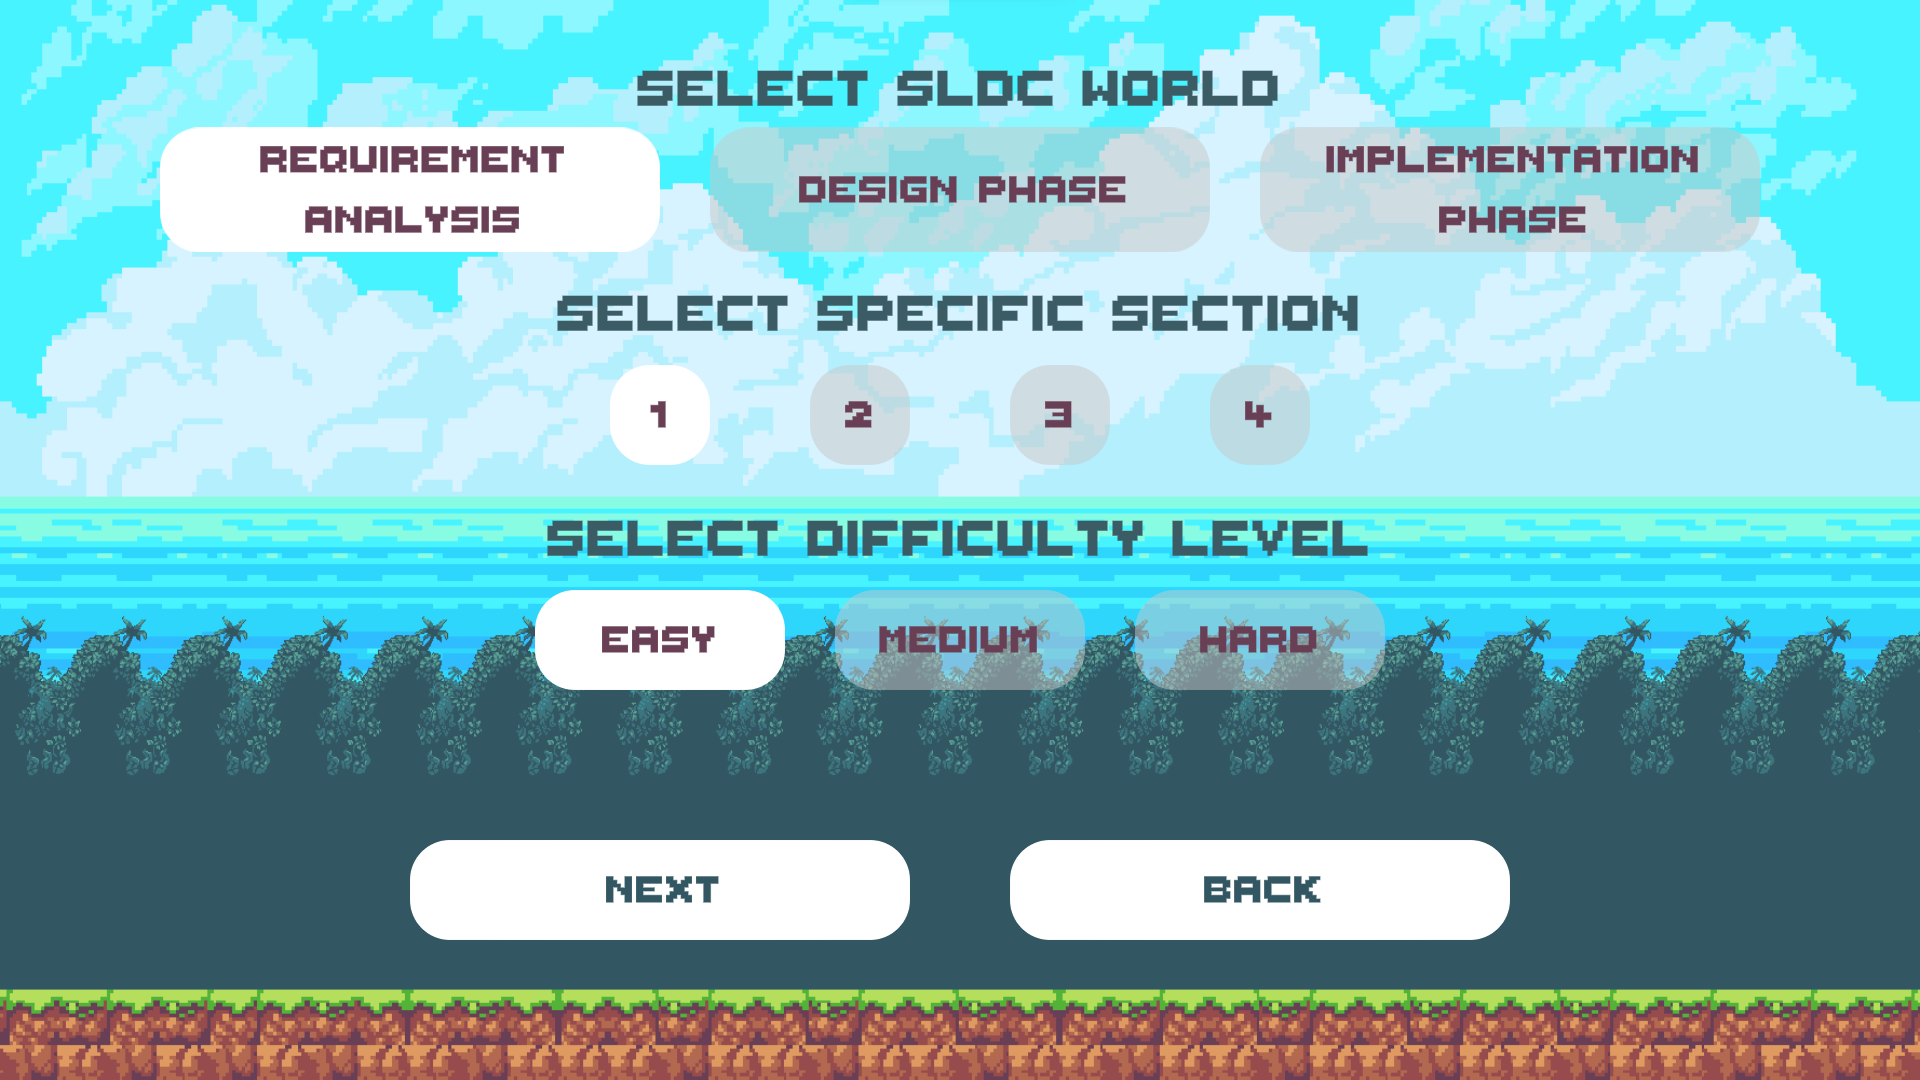 SELECT SLDC WORLD
REQUIREMENT
ANALYSIS
DESIGN PHASE
IMPLEMENTATION
PHASE
SELECT SPECIFIC SECTION
1 2 3 4
SELECT DIFFICULTY LEVEL
EASY MEDIUM HARD
NEXT BACK